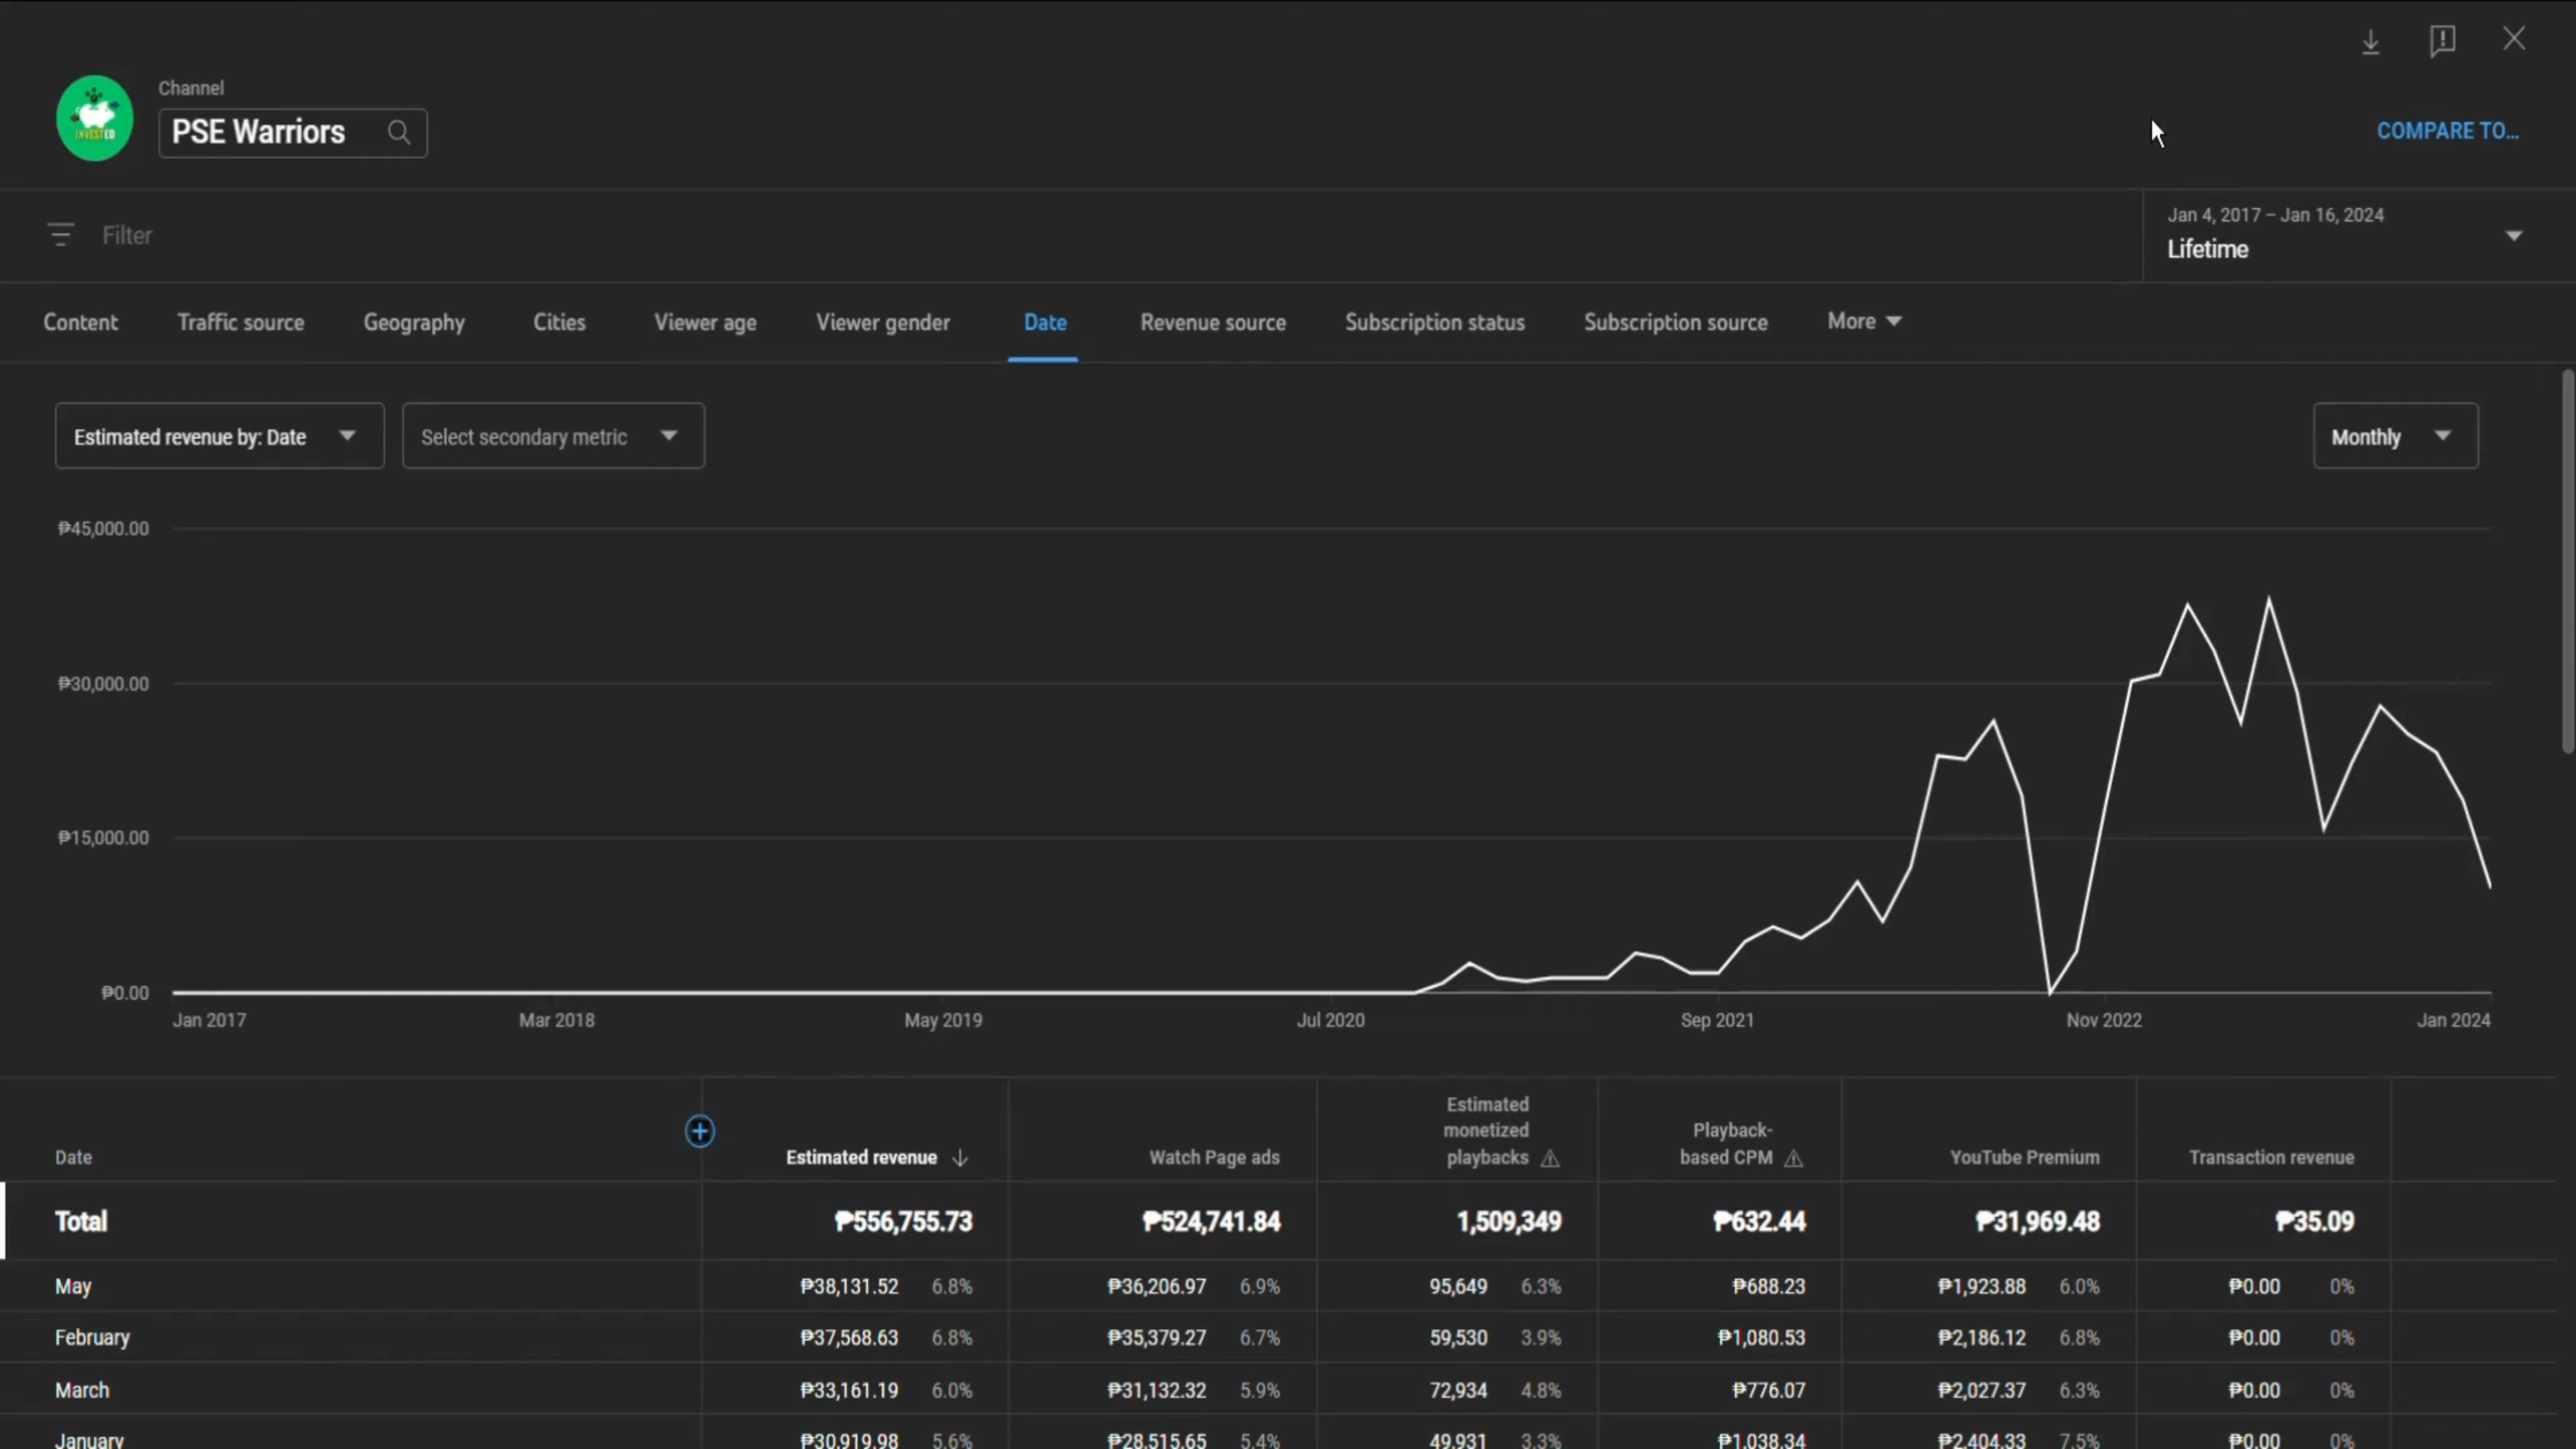 Channel
INVESTED
PSE Warriors
COMPARE TO...
Filter
Jan 4, 2017 – Jan 16, 2024
Lifetime
Content Traffic source Geography Cities Viewer age Viewer gender Date Revenue source Subscription status Subscription source More
Estimated revenue by: Date Select secondary metric Monthly
₱45,000.00
₱30,000.00
₱15,000.00
₱0.00
Jan 2017 Mar 2018 May 2019 Jul 2020 Sep 2021 Nov 2022 Jan 2024
Date Estimated revenue Watch Page ads Estimated monetized playbacks Playback-based CPM YouTube Premium Transaction revenue
Total ₱556,755.73 ₱524,741.84 1,509,349 ₱632.44 ₱31,969.48 ₱35.09
May ₱38,131.52 6.8% ₱36,206.97 6.9% 95,649 6.3% ₱688.23 ₱1,923.88 6.0% ₱0.00 0%
February ₱37,568.63 6.8% ₱35,379.27 6.7% 59,530 3.9% ₱1,080.53 ₱2,186.12 6.8% ₱0.00 0%
March ₱33,161.19 6.0% ₱31,132.32 5.9% 72,934 4.8% ₱776.07 ₱2,027.37 6.3% ₱0.00 0%
January ₱30,919.98 5.6% ₱28,515.65 5.4% 49,931 3.3% ₱1,038.34 ₱2,404.33 7.5% ₱0.00 0%